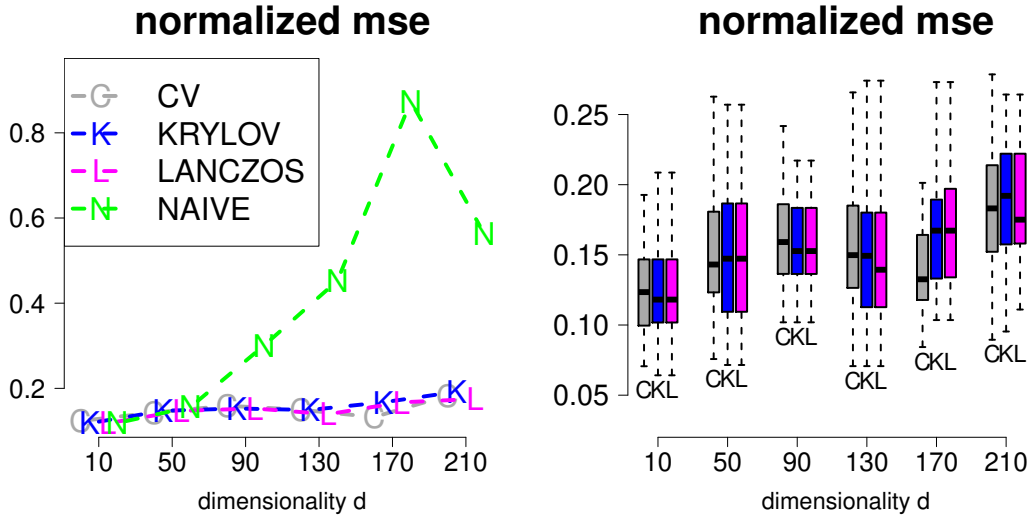 normalized mse
C CV
K KRYLOV
L LANCZOS
N NAIVE
0.8
0.6
0.4
0.2
N N N N N N
C C C C C C
K K K K K K
L L L L L L
10 50 90 130 170 210
dimensionality d
normalized mse
0.25
0.20
0.15
0.10
0.05
CKL CKL CKL CKL CKL CKL
10 50 90 130 170 210
dimensionality d